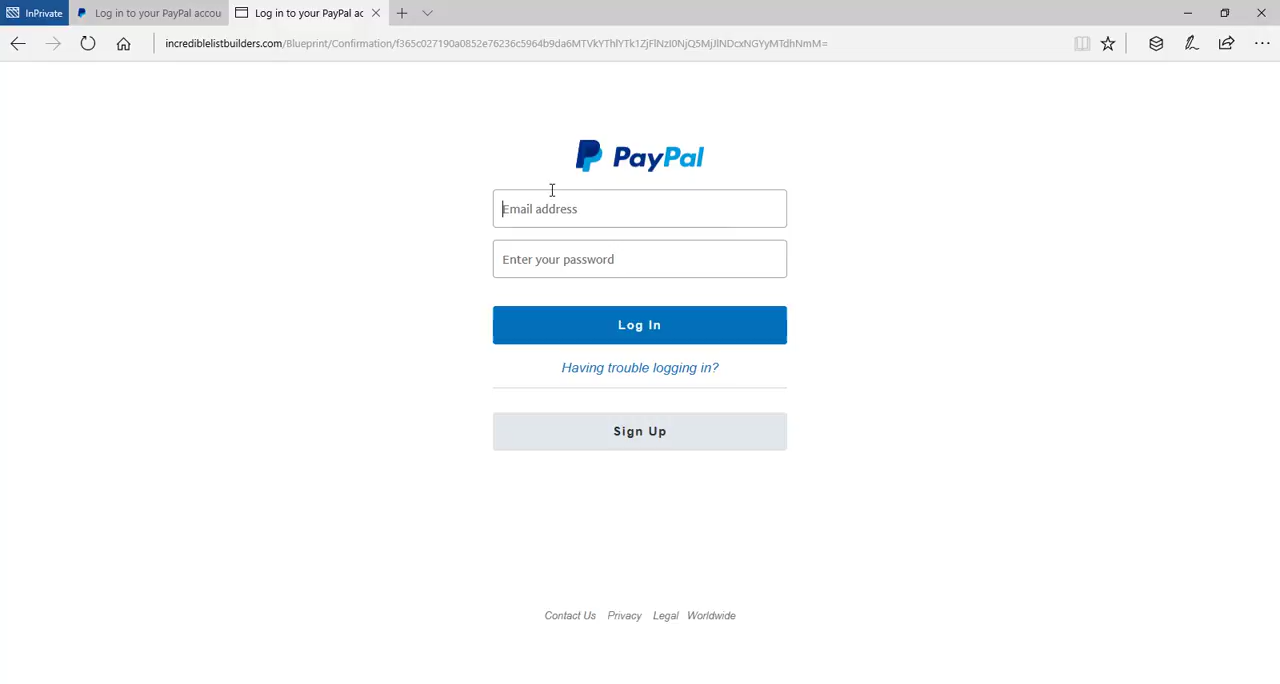 InPrivate
Log in to your PayPal accou
Log in to your PayPal ac
incrediblelistbuilders.com/Blueprint/Confirmation/f365c027190a0852e76236c5964b9da6MTVkYThlYTk1ZjFlNzI0NjQ5MjJlNDcxNGYyMTdhNmM=
PayPal
Email address
Enter your password
Log In
Having trouble logging in?
Sign Up
Contact Us Privacy Legal Worldwide